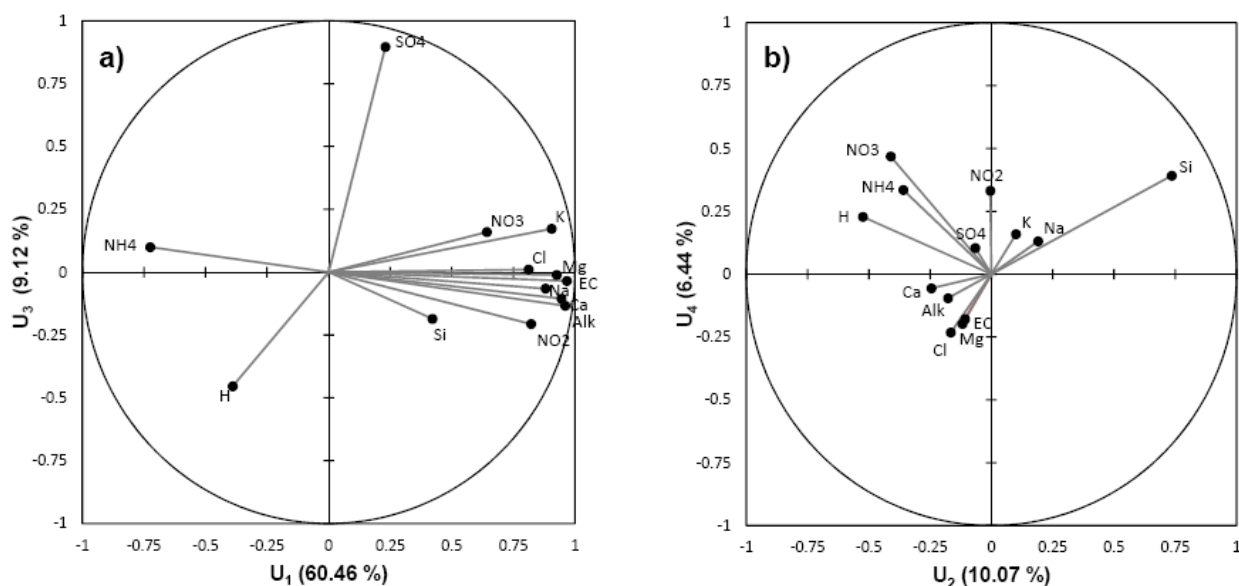 a)
1
0.75
0.5
0.25
0
-0.25
-0.5
-0.75
-1
U3 (9.12 %)
SO4
NH4
NO3
K
Cl
Mg
EC
Na
Ca
Alk
Si
NO2
H
-1 -0.75 -0.5 -0.25 0 0.25 0.5 0.75 1
U1 (60.46 %)
b)
1
0.75
0.5
0.25
0
-0.25
-0.5
-0.75
-1
U4 (6.44 %)
NO3
NH4
NO2
Si
H
SO4
K
Na
Ca
Alk
EC
Mg
Cl
-1 -0.75 -0.5 -0.25 0 0.25 0.5 0.75 1
U2 (10.07 %)